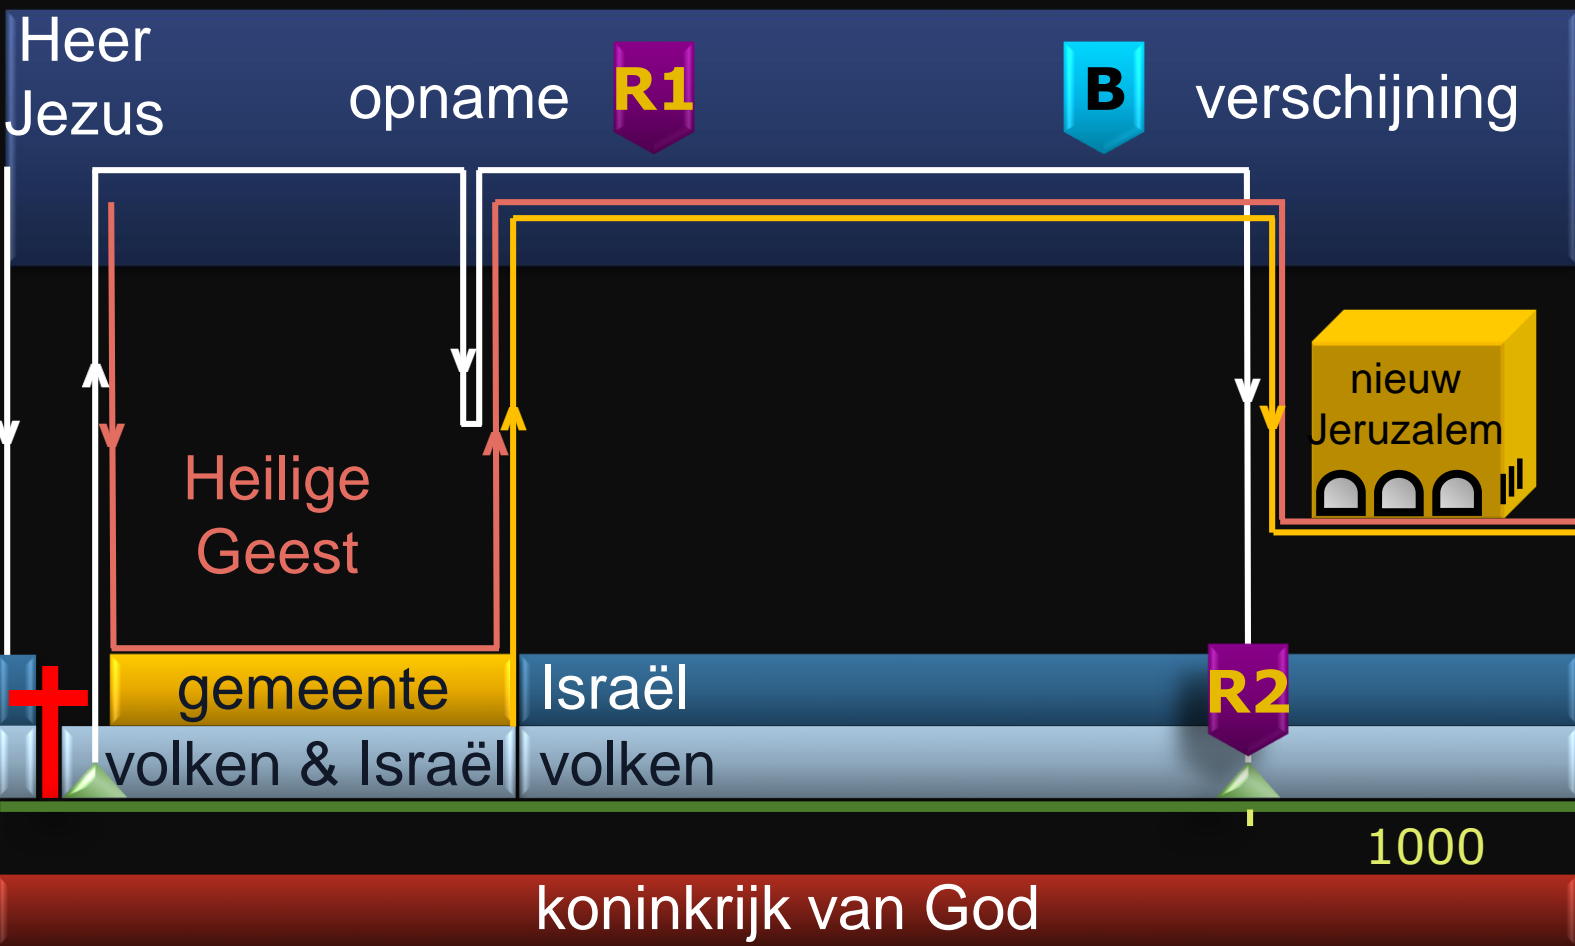 Heer
Jezus
opname
R1
B
verschijning
nieuw
Jeruzalem
Heilige
Geest
gemeente
Israël
R2
volken & Israël
volken
1000
koninkrijk van God